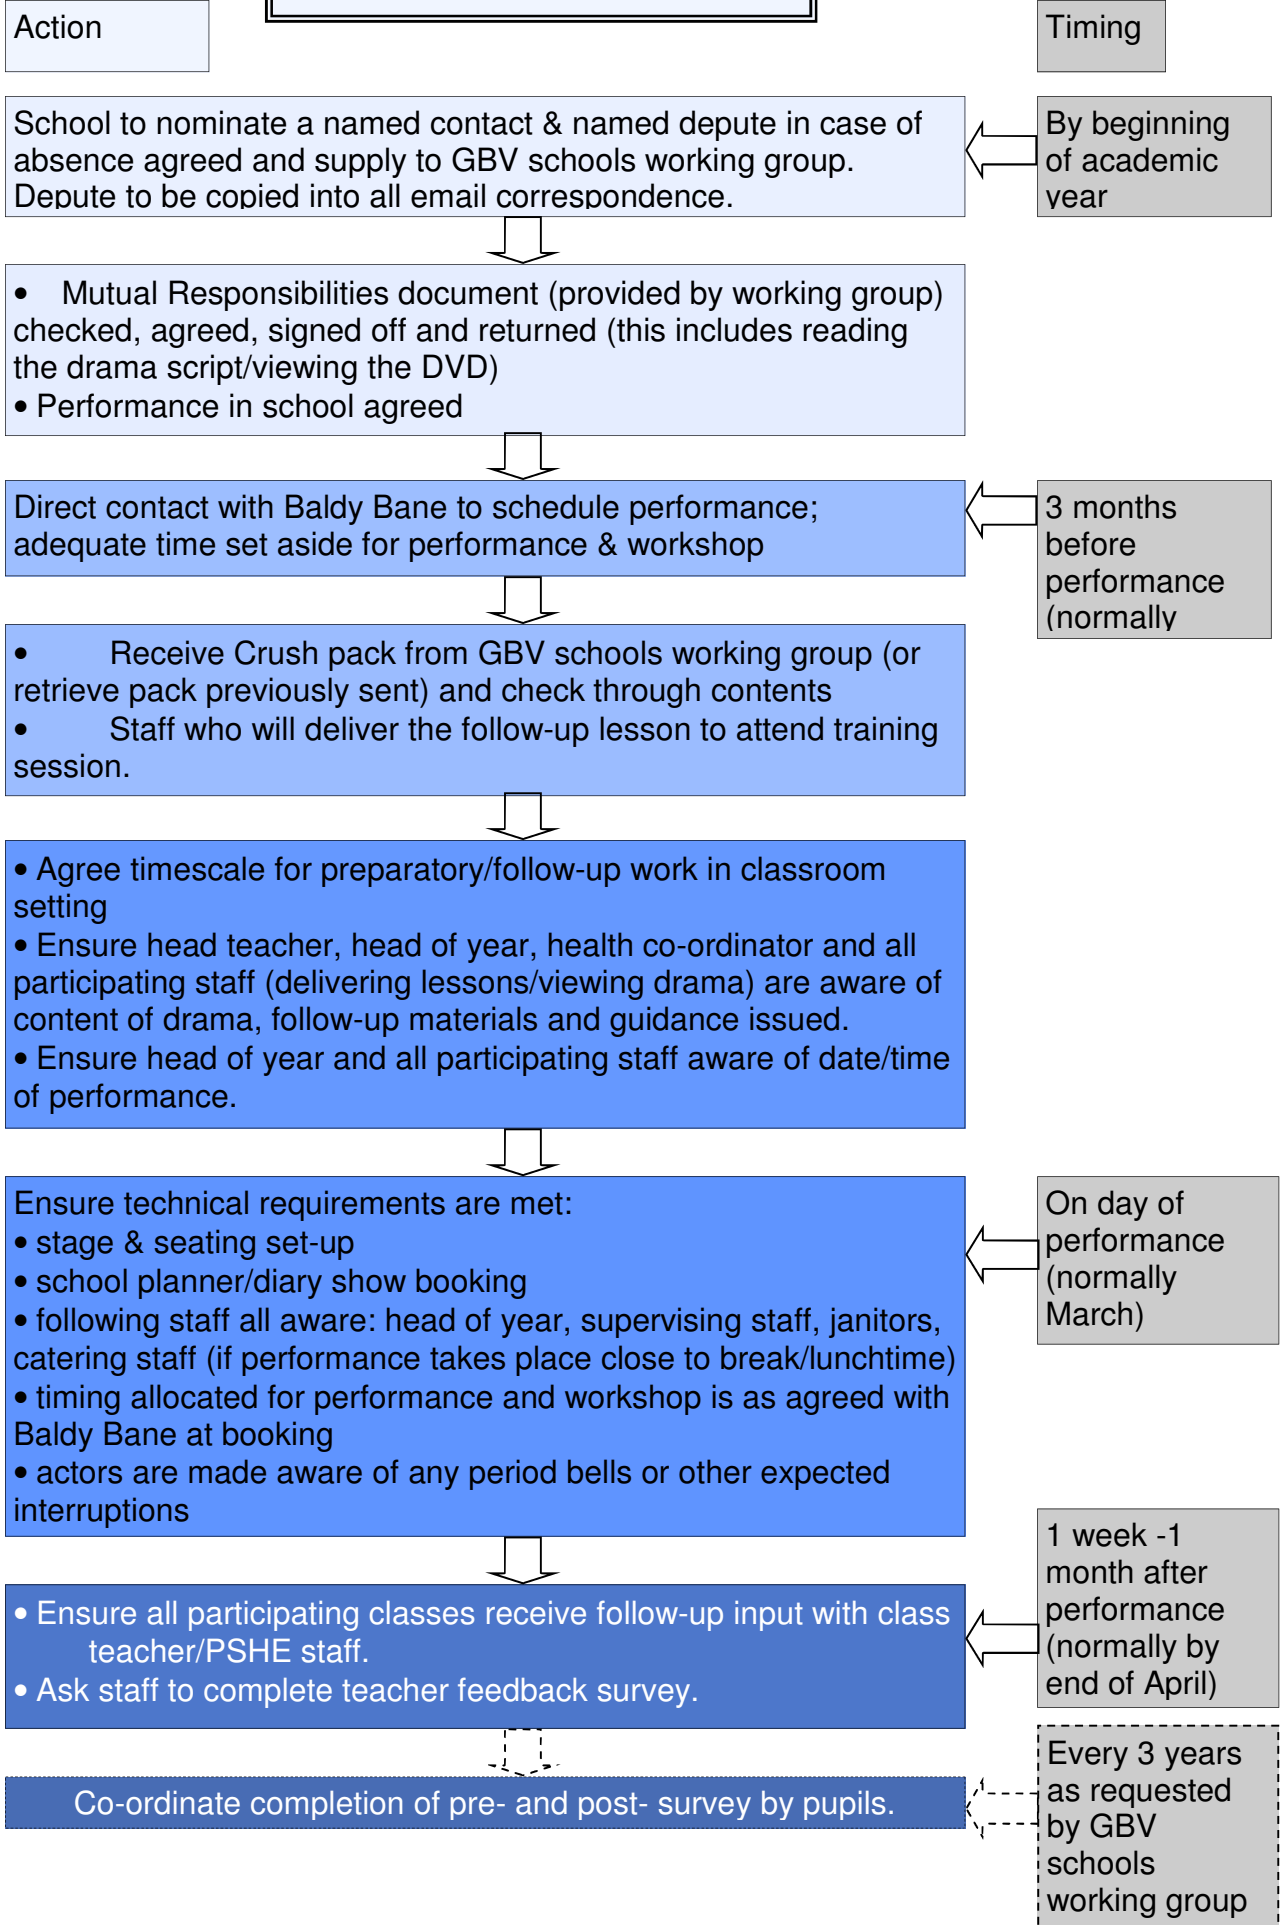 Action
Timing
School to nominate a named contact & named depute in case of
absence agreed and supply to GBV schools working group.
Depute to be copied into all email correspondence.
By beginning
of academic
year
• Mutual Responsibilities document (provided by working group)
checked, agreed, signed off and returned (this includes reading
the drama script/viewing the DVD)
• Performance in school agreed
Direct contact with Baldy Bane to schedule performance;
adequate time set aside for performance & workshop
3 months
before
performance
(normally
• Receive Crush pack from GBV schools working group (or
retrieve pack previously sent) and check through contents
• Staff who will deliver the follow-up lesson to attend training
session.
• Agree timescale for preparatory/follow-up work in classroom
setting
• Ensure head teacher, head of year, health co-ordinator and all
participating staff (delivering lessons/viewing drama) are aware of
content of drama, follow-up materials and guidance issued.
• Ensure head of year and all participating staff aware of date/time
of performance.
Ensure technical requirements are met:
• stage & seating set-up
• school planner/diary show booking
• following staff all aware: head of year, supervising staff, janitors,
catering staff (if performance takes place close to break/lunchtime)
• timing allocated for performance and workshop is as agreed with
Baldy Bane at booking
• actors are made aware of any period bells or other expected
interruptions
On day of
performance
(normally
March)
• Ensure all participating classes receive follow-up input with class
teacher/PSHE staff.
• Ask staff to complete teacher feedback survey.
1 week -1
month after
performance
(normally by
end of April)
Co-ordinate completion of pre- and post- survey by pupils.
Every 3 years
as requested
by GBV
schools
working group